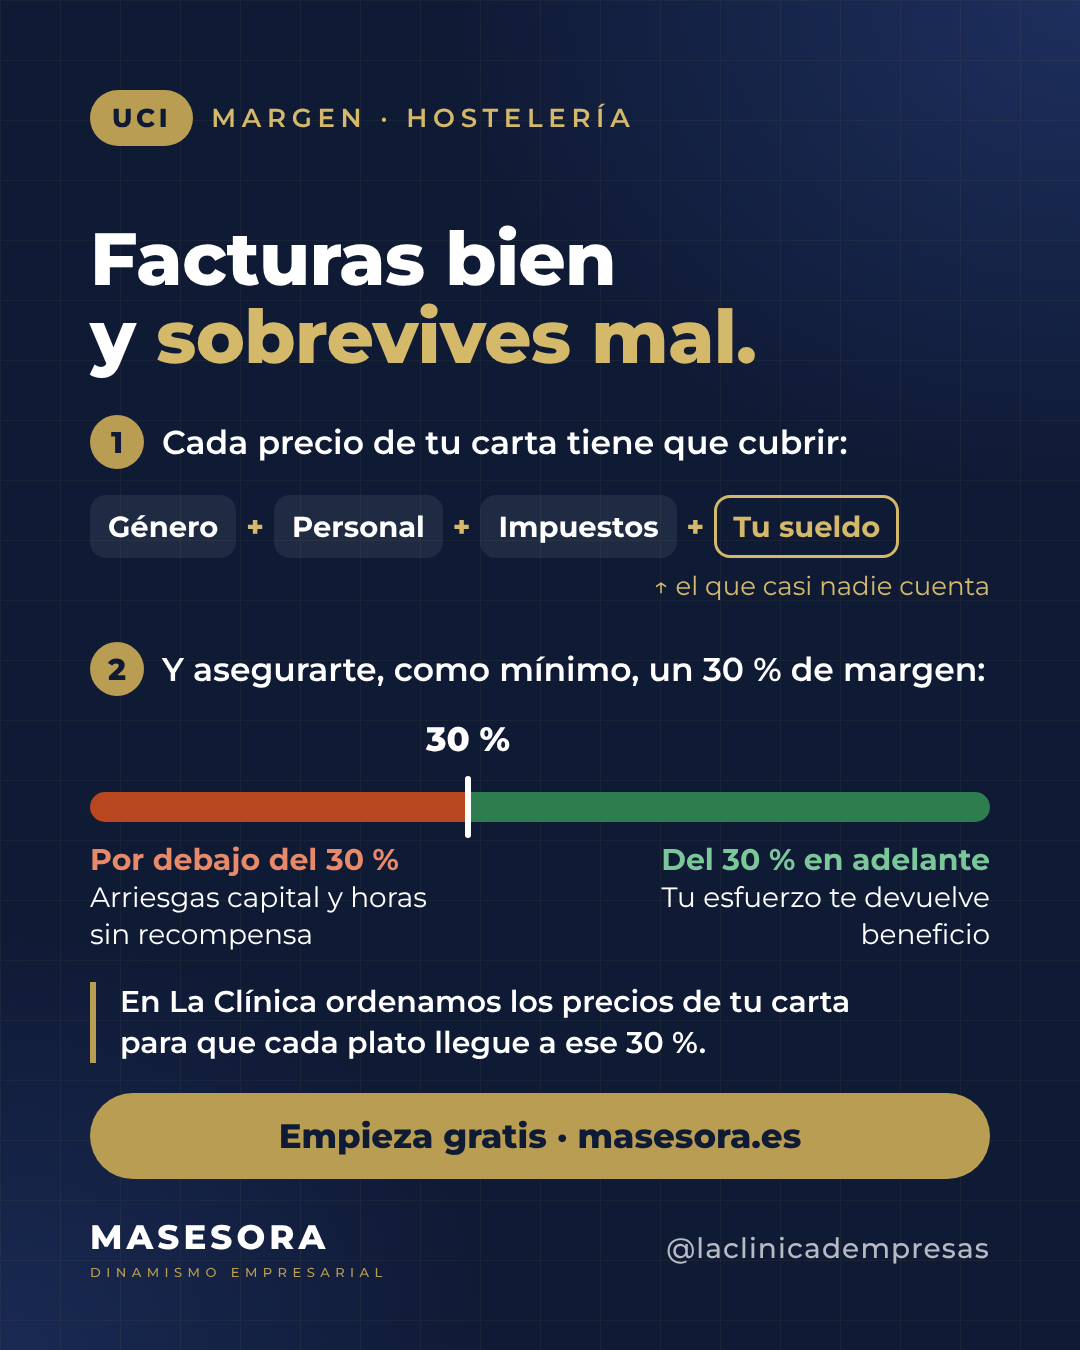 UCI MARGEN · HOSTELERÍA
Facturas bien
y sobrevives mal.
1 Cada precio de tu carta tiene que cubrir:
Género + Personal + Impuestos + Tu sueldo
↑ el que casi nadie cuenta
2 Y asegurarte, como mínimo, un 30 % de margen:
30 %
Por debajo del 30 %
Arriesgas capital y horas
sin recompensa
Del 30 % en adelante
Tu esfuerzo te devuelve
beneficio
En La Clínica ordenamos los precios de tu carta
para que cada plato llegue a ese 30 %.
Empieza gratis · masesora.es
MASESORA
DINAMISMO EMPRESARIAL
@laclinicadempresas